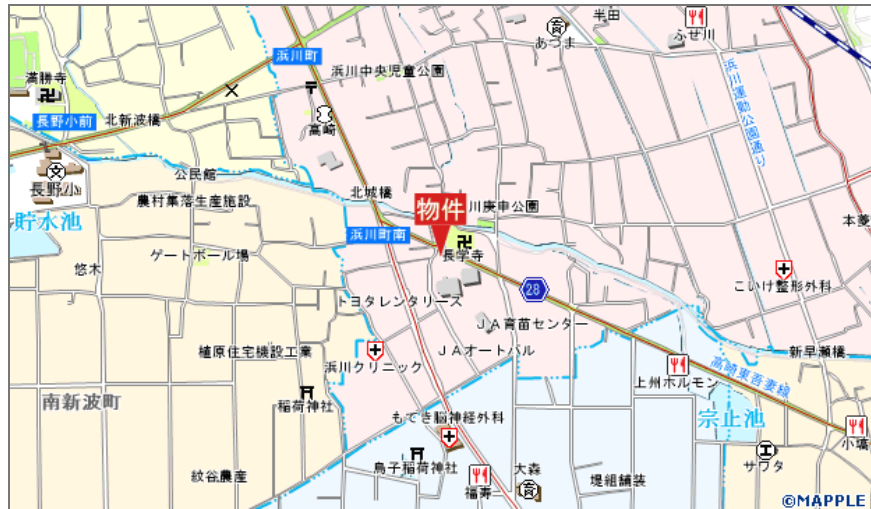 半田
あづま
ふせ川
浜川町
浜川中央児童公園
満勝寺
長野小前
北新波橋
高崎
浜川運動公園通り
長野小
公民館
農村集落生産施設
北城橋
物件
川庚申公園
本菱
貯水池
浜川町南
長学寺
悠木
ゲートボール場
28
こいけ整形外科
トヨタレンタリース
JA育苗センター
植原住宅機設工業
浜川クリニック
JAオートパル
新早瀬橋
上州ホルモン
高崎東吾妻線
南新波町
稲荷神社
もてき脳神経外科
宗止池
小塙
紋谷農産
烏子稲荷神社
福寿
大森
堤組舗装
サワタ
©MAPPLE